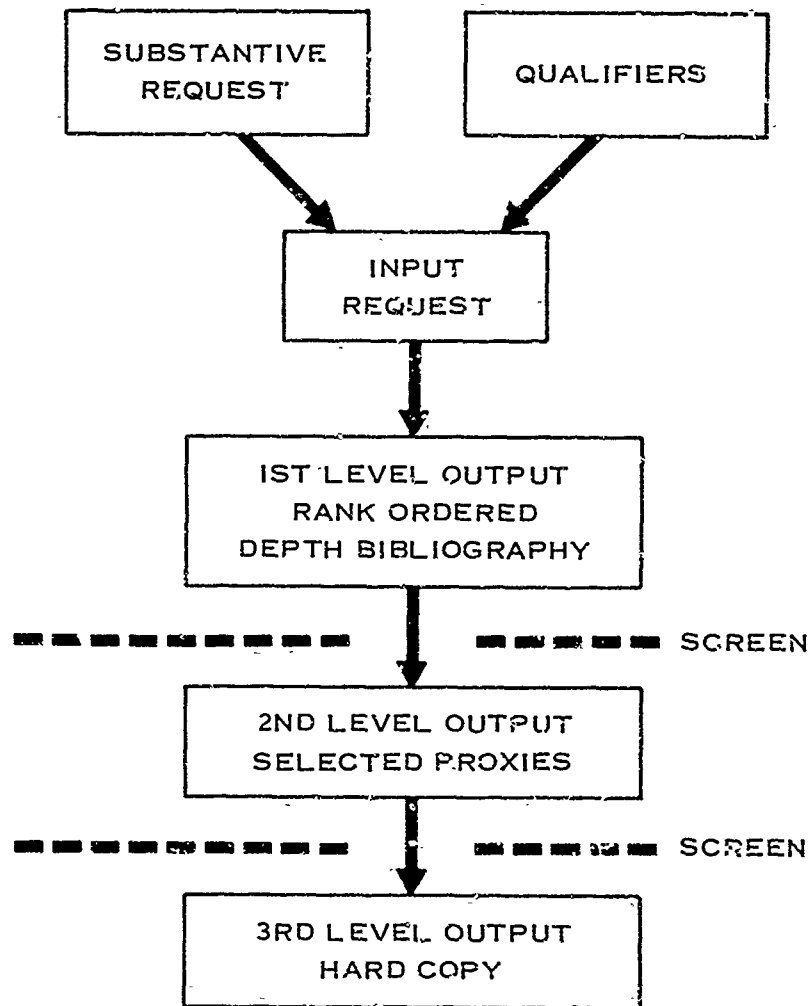 SUBSTANTIVE
REQUEST
QUALIFIERS
INPUT
REQUEST
1ST LEVEL OUTPUT
RANK ORDERED
DEPTH BIBLIOGRAPHY
SCREEN
2ND LEVEL OUTPUT
SELECTED PROXIES
SCREEN
3RD LEVEL OUTPUT
HARD COPY